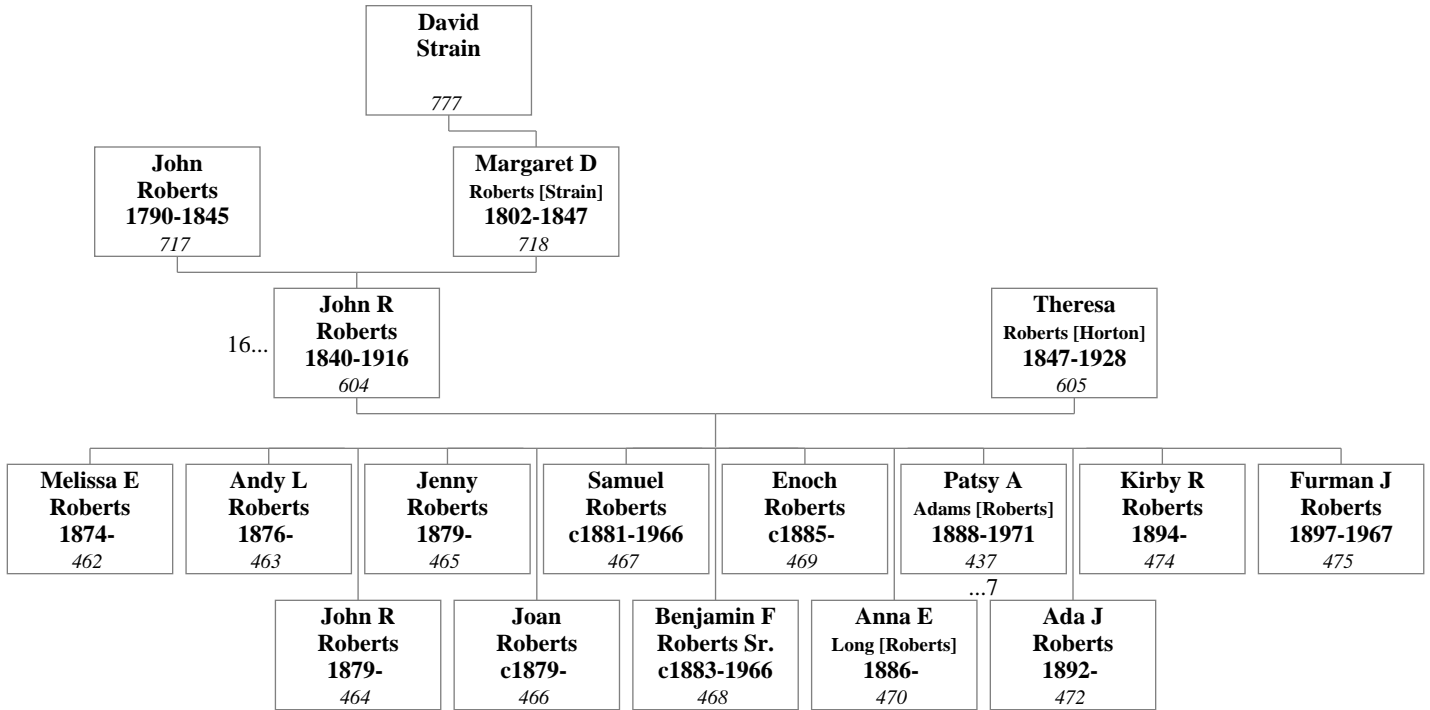 David
Strain
777
John
Roberts
1790-1845
717
Margaret D
Roberts [Strain]
1802-1847
718
16...
John R
Roberts
1840-1916
604
Theresa
Roberts [Horton]
1847-1928
605
Melissa E
Roberts
1874-
462
Andy L
Roberts
1876-
463
Jenny
Roberts
1879-
465
Samuel
Roberts
c1881-1966
467
Enoch
Roberts
c1885-
469
Patsy A
Adams [Roberts]
1888-1971
437
...7
Kirby R
Roberts
1894-
474
Furman J
Roberts
1897-1967
475
John R
Roberts
1879-
464
Joan
Roberts
c1879-
466
Benjamin F
Roberts Sr.
c1883-1966
468
Anna E
Long [Roberts]
1886-
470
Ada J
Roberts
1892-
472